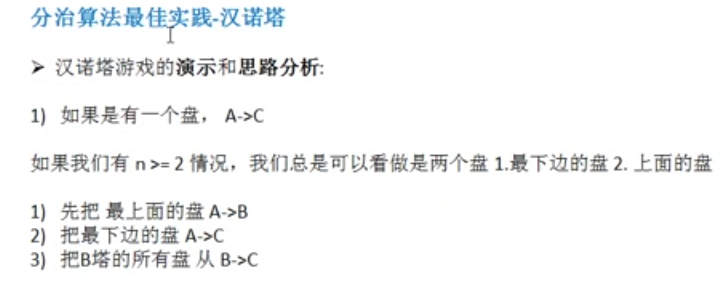 分治算法最佳实践-汉诺塔
➤ 汉诺塔游戏的演示和思路分析:
1) 如果是有一个盘， A->C
如果我们有 n >= 2 情况，我们总是可以看做是两个盘 1.最下边的盘 2. 上面的盘
1) 先把 最上面的盘 A->B
2) 把最下边的盘 A->C
3) 把B塔的所有盘 从 B->C